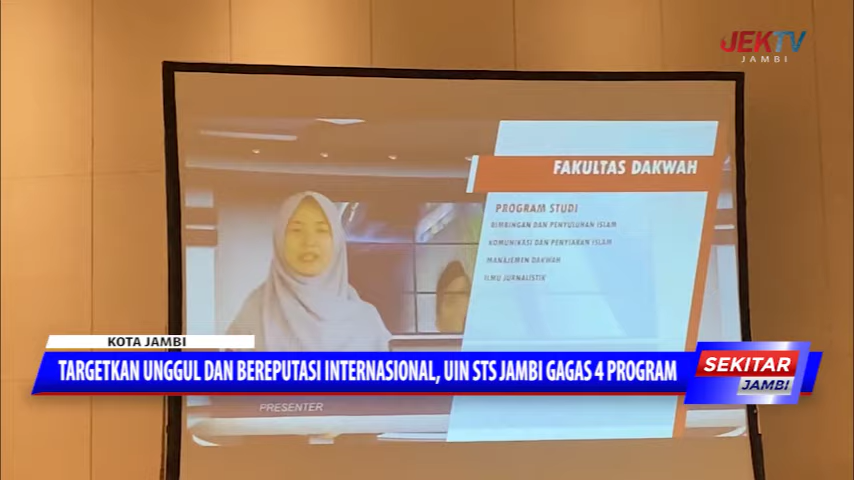 JEKTV
JAMBI
FAKULTAS DAKWAH
PROGRAM STUDI
BIMBINGAN DAN PENYULUHAN ISLAM
KOMUNIKASI DAN PENYIARAN ISLAM
MANAJEMEN DAKWAH
ILMU JURNALISTIK
KOTA JAMBI
TARGETKAN UNGGUL DAN BEREPUTASI INTERNASIONAL, UIN STS JAMBI GAGAS 4 PROGRAM
SEKITAR
JAMBI
PRESENTER